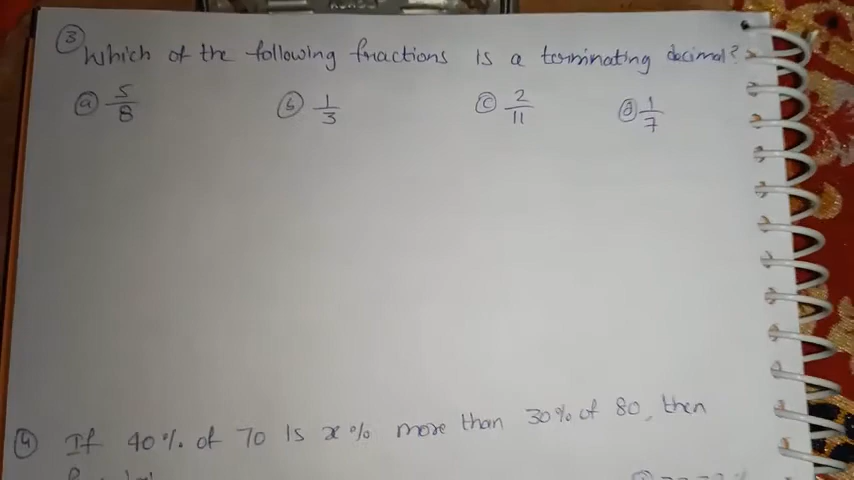 ③ Which of the following fractions is a terminating decimal?
ⓐ 5/8 ⓑ 1/3 ⓒ 2/11 ⓓ 1/7
④ If 40% of 70 is x% more than 30% of 80, then